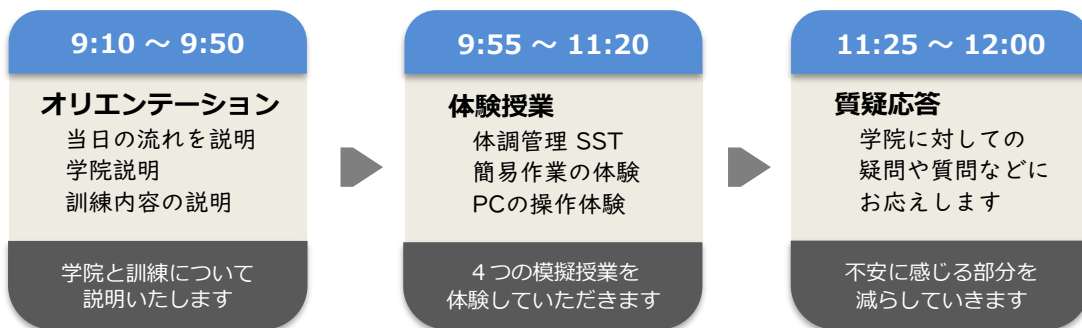 9:10 ～ 9:50
オリエンテーション
当日の流れを説明
学院説明
訓練内容の説明
学院と訓練について
説明いたします
9:55 ～ 11:20
体験授業
体調管理 SST
簡易作業の体験
PCの操作体験
４つの模擬授業を
体験していただきます
11:25 ～ 12:00
質疑応答
学院に対しての
疑問や質問などに
お応えします
不安に感じる部分を
減らしていきます